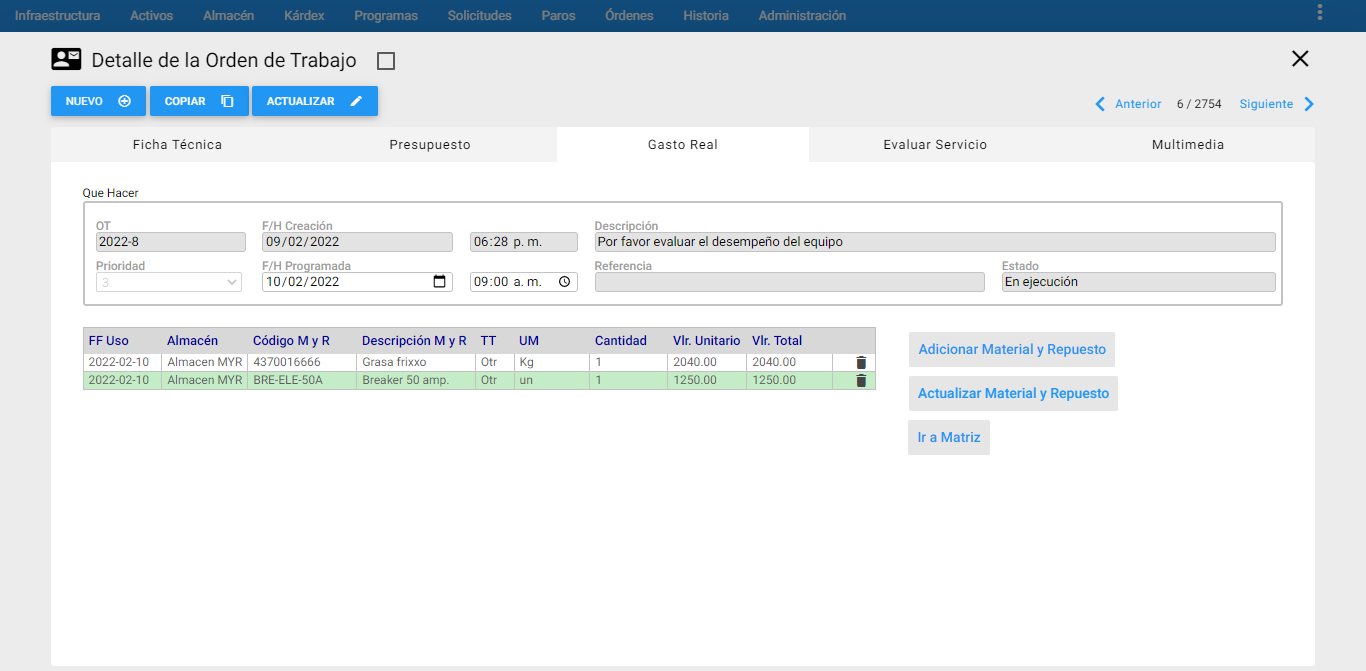 Infraestructura Activos Almacén Kárdex Programas Solicitudes Paros Órdenes Historia Administración
Detalle de la Orden de Trabajo
NUEVO COPIAR ACTUALIZAR
Anterior 6 / 2754 Siguiente
Ficha Técnica Presupuesto Gasto Real Evaluar Servicio Multimedia
Que Hacer
OT F/H Creación Descripción
2022-8 09/02/2022 06:28 p. m. Por favor evaluar el desempeño del equipo
Prioridad F/H Programada Referencia Estado
3 10/02/2022 09:00 a. m. En ejecución
FF Uso Almacén Código M y R Descripción M y R TT UM Cantidad Vlr. Unitario Vlr. Total
2022-02-10 Almacen MYR 4370016666 Grasa frixxo Otr Kg 1 2040.00 2040.00
2022-02-10 Almacen MYR BRE-ELE-50A Breaker 50 amp. Otr un 1 1250.00 1250.00
Adicionar Material y Repuesto
Actualizar Material y Repuesto
Ir a Matriz